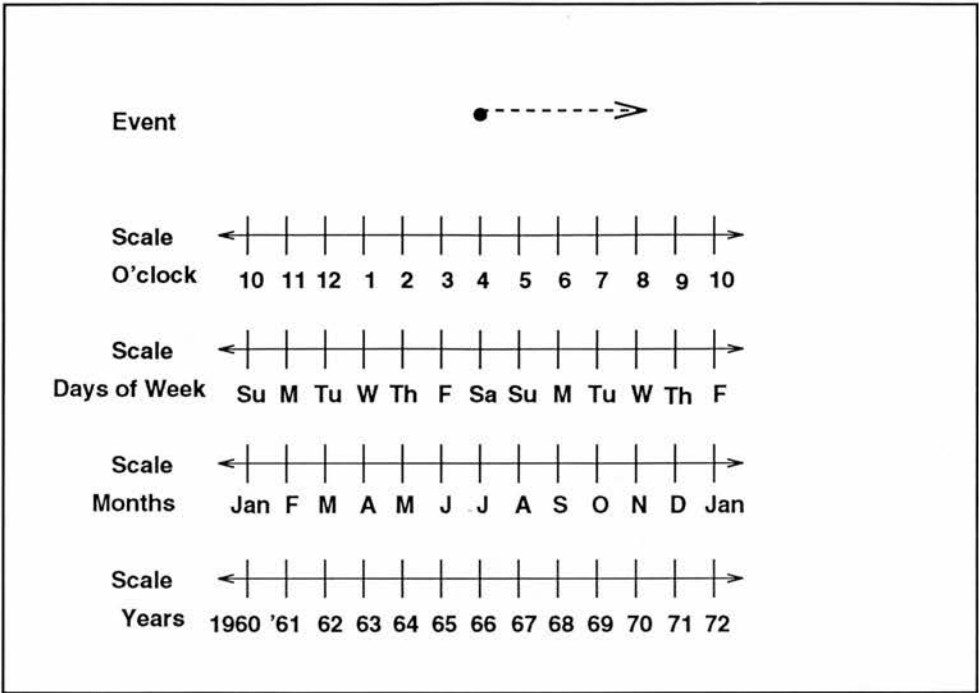 Event
Scale
O'clock 10 11 12 1 2 3 4 5 6 7 8 9 10
Scale
Days of Week Su M Tu W Th F Sa Su M Tu W Th F
Scale
Months Jan F M A M J J A S O N D Jan
Scale
Years 1960 '61 62 63 64 65 66 67 68 69 70 71 72